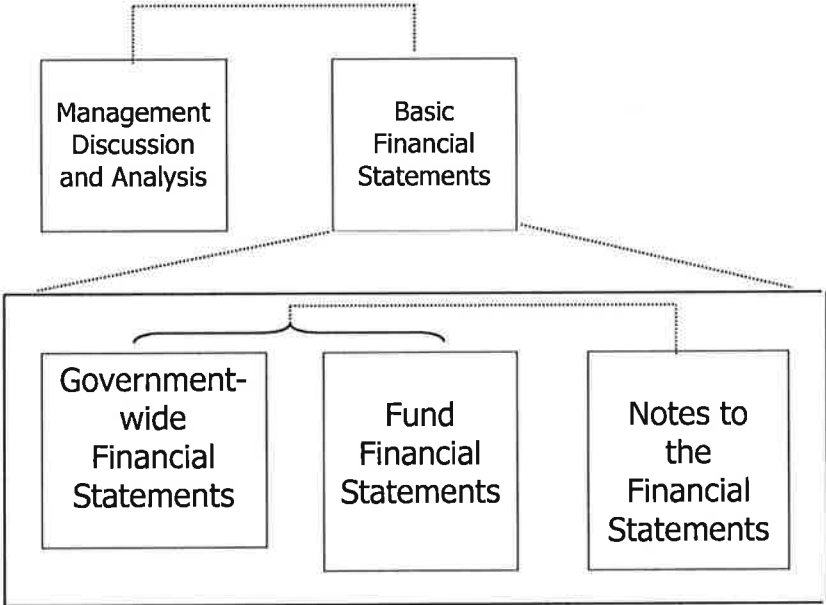 Management
Discussion
and Analysis
Basic
Financial
Statements
Government-
wide
Financial
Statements
Fund
Financial
Statements
Notes to
the
Financial
Statements